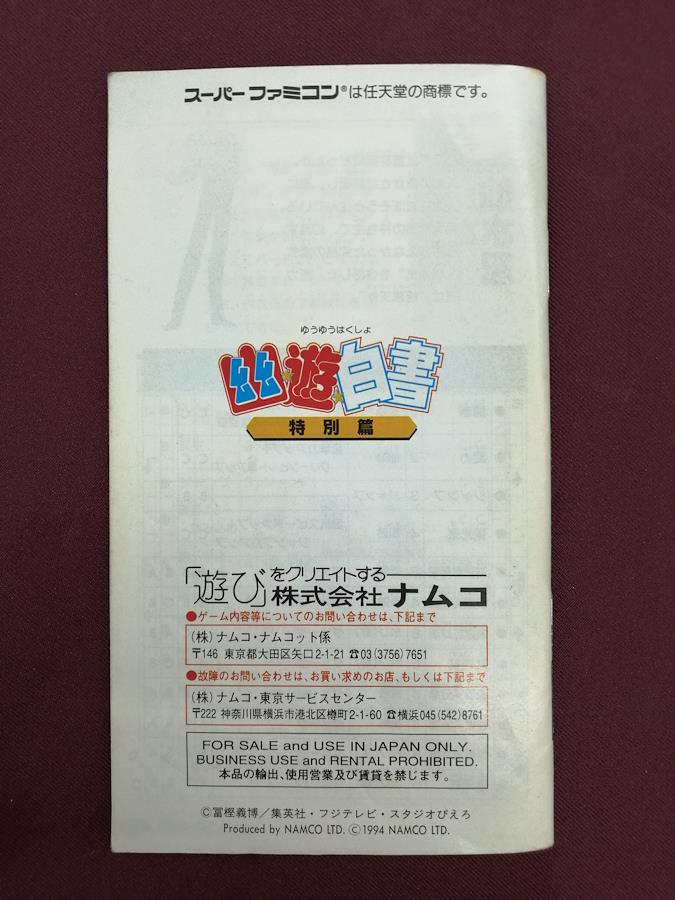 スーパーファミコン®は任天堂の商標です。
ゆうゆうはくしょ
幽遊白書
特別篇
「遊び」をクリエイトする
株式会社ナムコ
●ゲーム内容等についてのお問い合わせは、下記まで
(株)ナムコ・ナムコット係
〒146 東京都大田区矢口2-1-21 ☎03(3756)7651
●故障のお問い合わせは、お買い求めのお店、もしくは下記まで
(株)ナムコ・東京サービスセンター
〒222 神奈川県横浜市港北区樽町2-1-60 ☎横浜045(542)8761
FOR SALE and USE IN JAPAN ONLY.
BUSINESS USE and RENTAL PROHIBITED.
本品の輸出、使用営業及び賃貸を禁じます。
©冨樫義博／集英社・フジテレビ・スタジオぴえろ
Produced by NAMCO LTD. ©1994 NAMCO LTD.